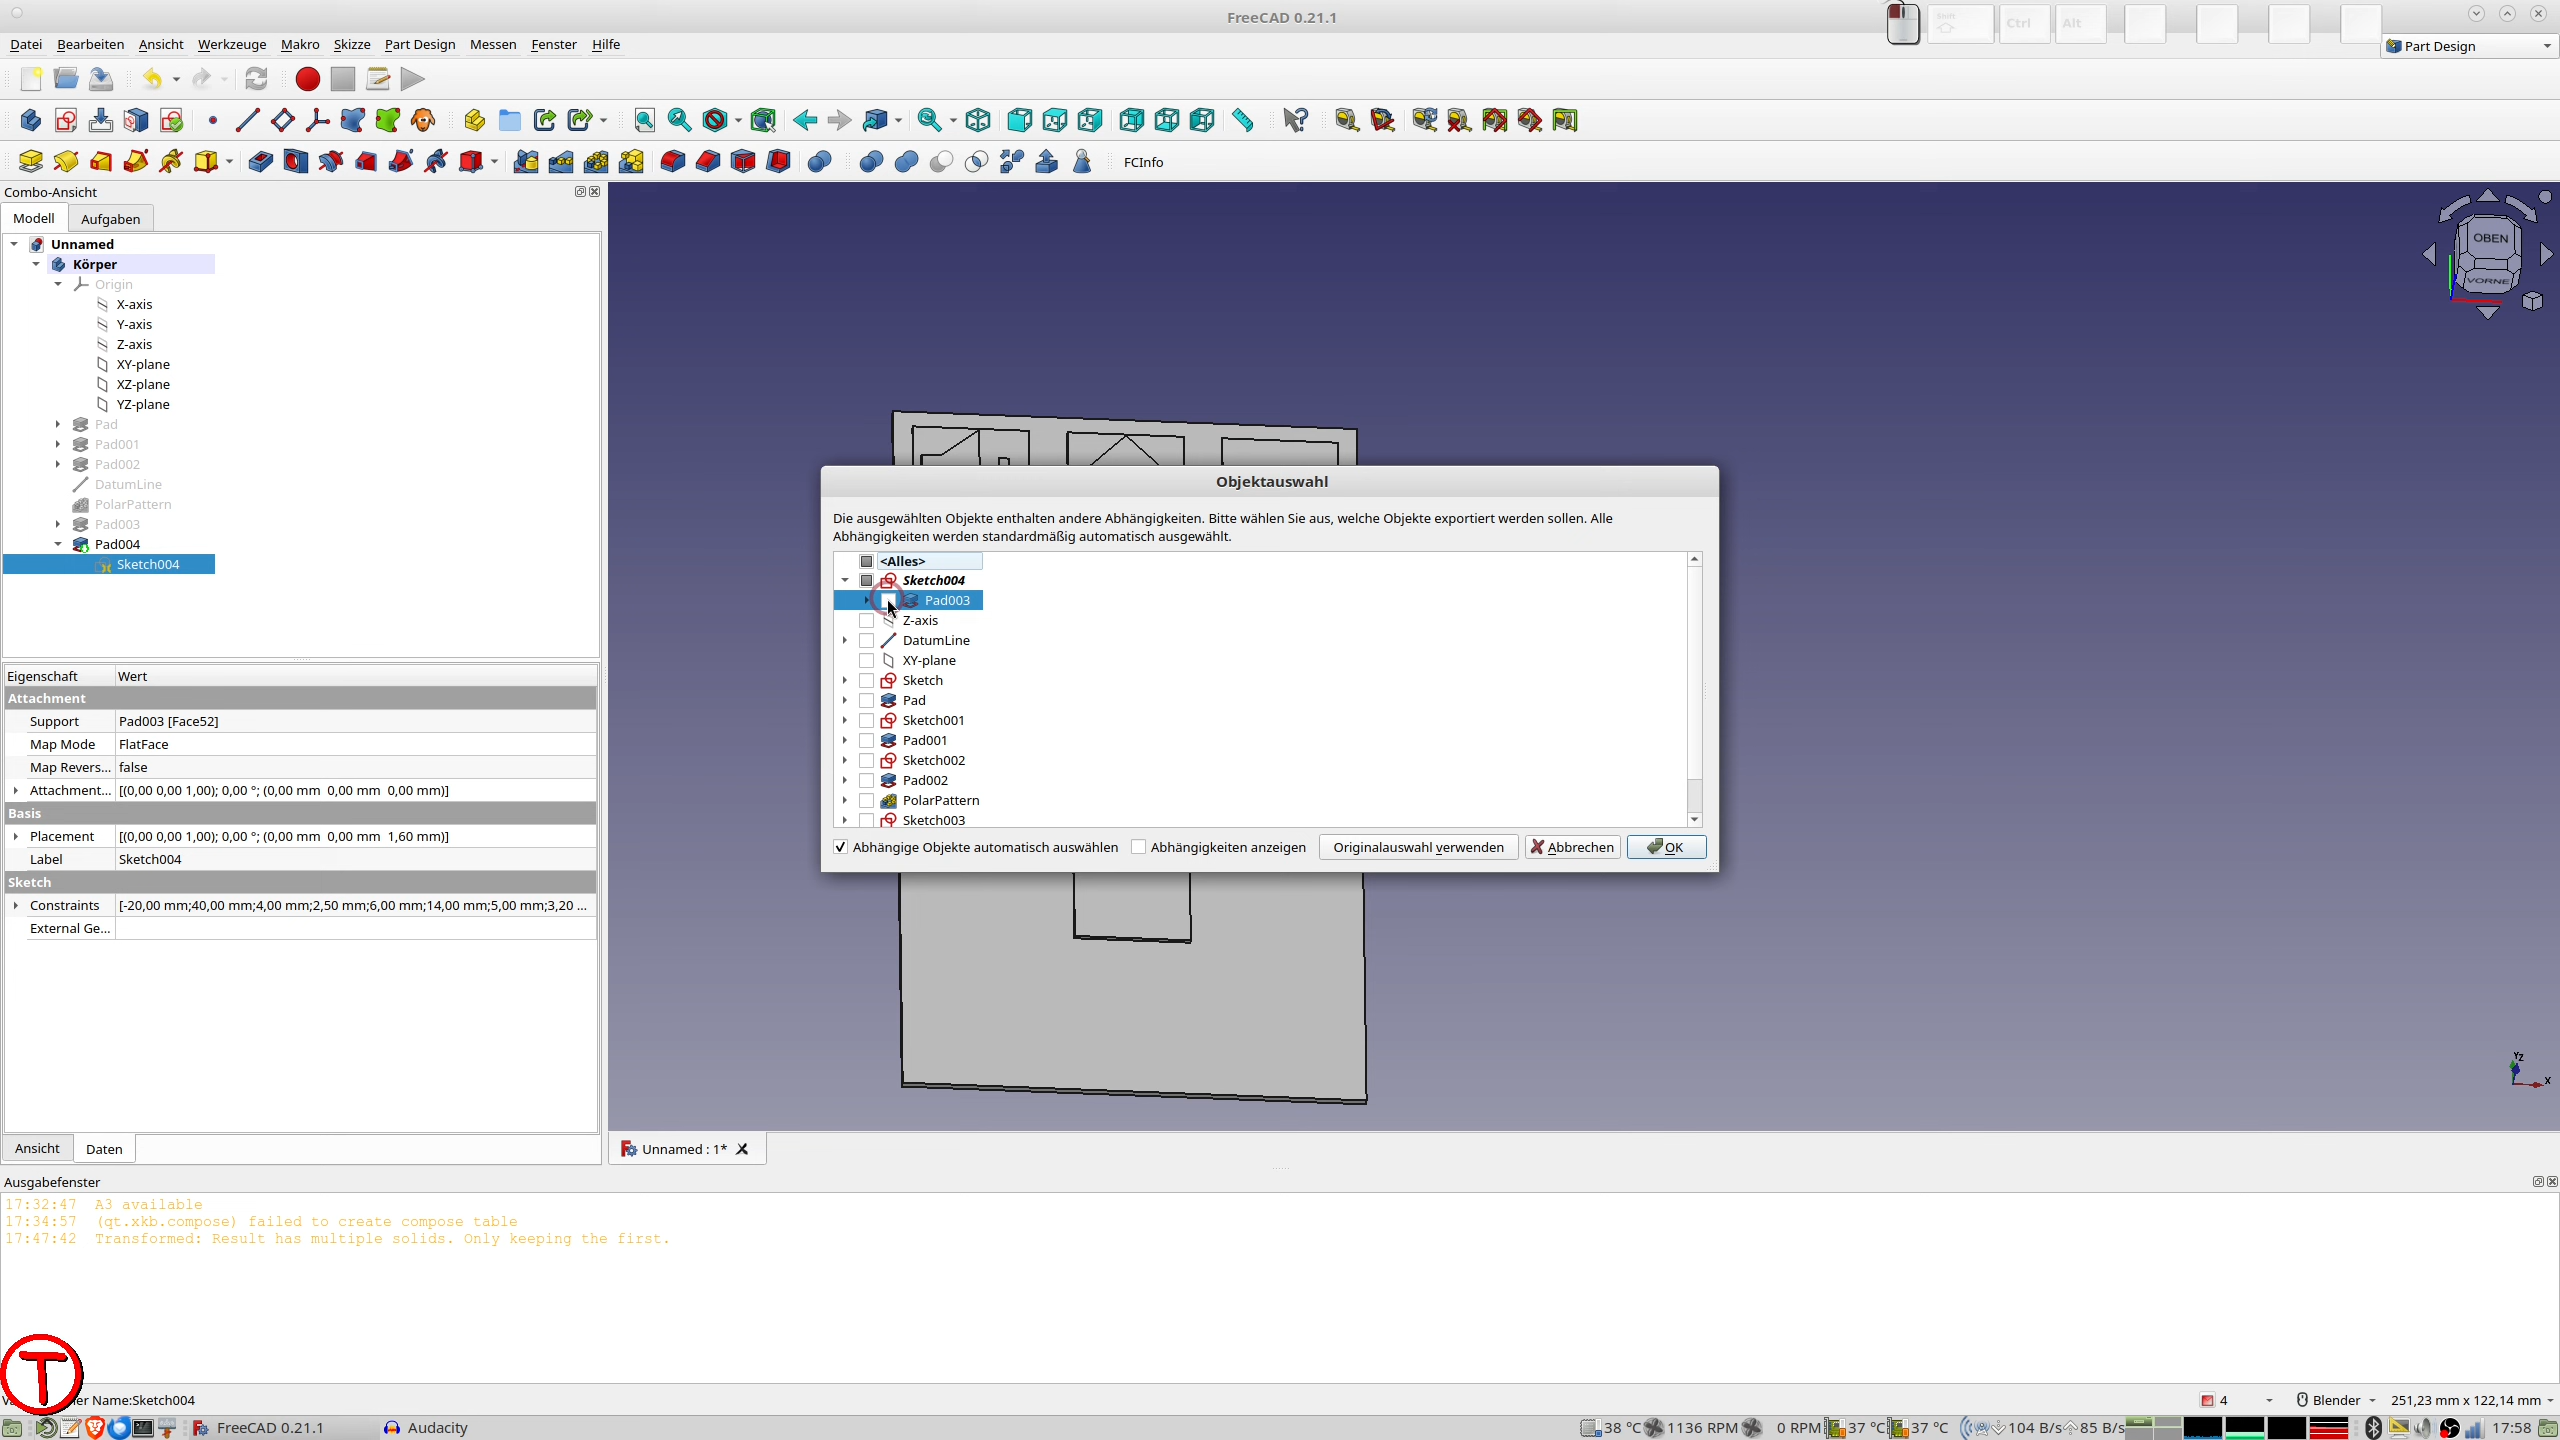 FreeCAD 0.21.1
Shift Ctrl Alt
Datei Bearbeiten Ansicht Werkzeuge Makro Skizze Part Design Messen Fenster Hilfe
Part Design
FCInfo
Combo-Ansicht
Modell Aufgaben
Unnamed
Körper
Origin
X-axis
Y-axis
Z-axis
XY-plane
XZ-plane
YZ-plane
Pad
Pad001
Pad002
DatumLine
PolarPattern
Pad003
Pad004
Sketch004
OBEN
VORNE
Objektauswahl
Die ausgewählten Objekte enthalten andere Abhängigkeiten. Bitte wählen Sie aus, welche Objekte exportiert werden sollen. Alle
Abhängigkeiten werden standardmäßig automatisch ausgewählt.
<Alles>
Sketch004
Pad003
Z-axis
DatumLine
XY-plane
Sketch
Pad
Sketch001
Pad001
Sketch002
Pad002
PolarPattern
Sketch003
Abhängige Objekte automatisch auswählen Abhängigkeiten anzeigen Originalauswahl verwenden Abbrechen OK
Eigenschaft Wert
Attachment
Support Pad003 [Face52]
Map Mode FlatFace
Map Revers... false
Attachment... [(0,00 0,00 1,00); 0,00 °; (0,00 mm 0,00 mm 0,00 mm)]
Basis
Placement [(0,00 0,00 1,00); 0,00 °; (0,00 mm 0,00 mm 1,60 mm)]
Label Sketch004
Sketch
Constraints [-20,00 mm;40,00 mm;4,00 mm;2,50 mm;6,00 mm;14,00 mm;5,00 mm;3,20 ...
External Ge...
Y Z X
Ansicht Daten
Unnamed : 1*
Ausgabefenster
17:32:47 A3 available
17:34:57 (qt.xkb.compose) failed to create compose table
17:47:42 Transformed: Result has multiple solids. Only keeping the first.
T
er Name:Sketch004
4 Blender 251,23 mm x 122,14 mm
FreeCAD 0.21.1 Audacity
38 °C 1136 RPM 0 RPM 37 °C 37 °C 104 B/s 85 B/s 17:58